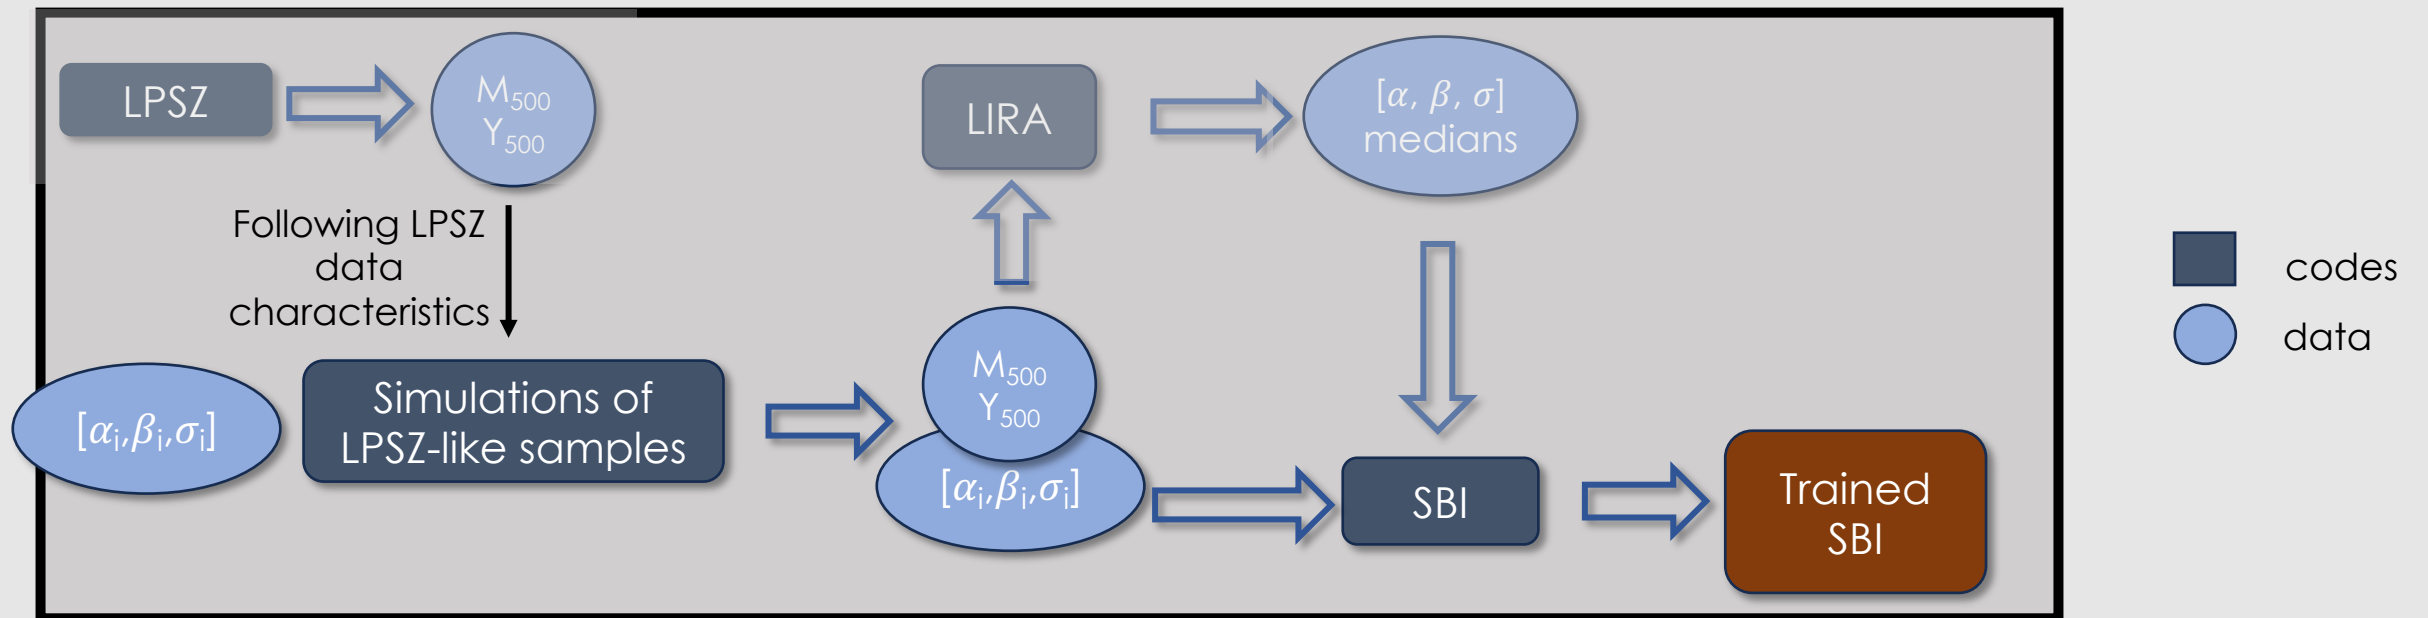 LPSZ
M500
Y500
LIRA
[α, β, σ]
medians
Following LPSZ
data
characteristics
[αi,βi,σi]
Simulations of
LPSZ-like samples
M500
Y500
[αi,βi,σi]
SBI
Trained
SBI
codes
data